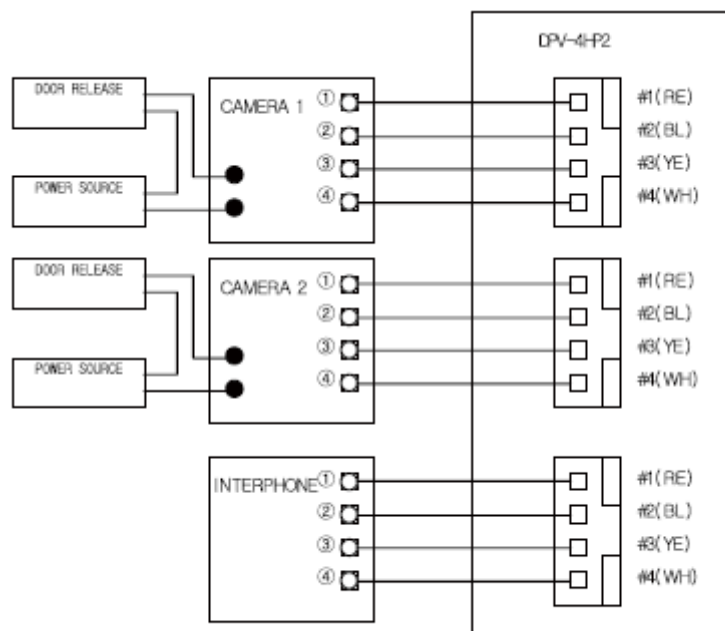 DPV-4HP2
DOOR RELEASE
POWER SOURCE
CAMERA 1
①
②
③
④
#1(RE)
#2(BL)
#3(YE)
#4(WH)
DOOR RELEASE
POWER SOURCE
CAMERA 2
①
②
③
④
#1(RE)
#2(BL)
#3(YE)
#4(WH)
INTERPHONE
①
②
③
④
#1(RE)
#2(BL)
#3(YE)
#4(WH)